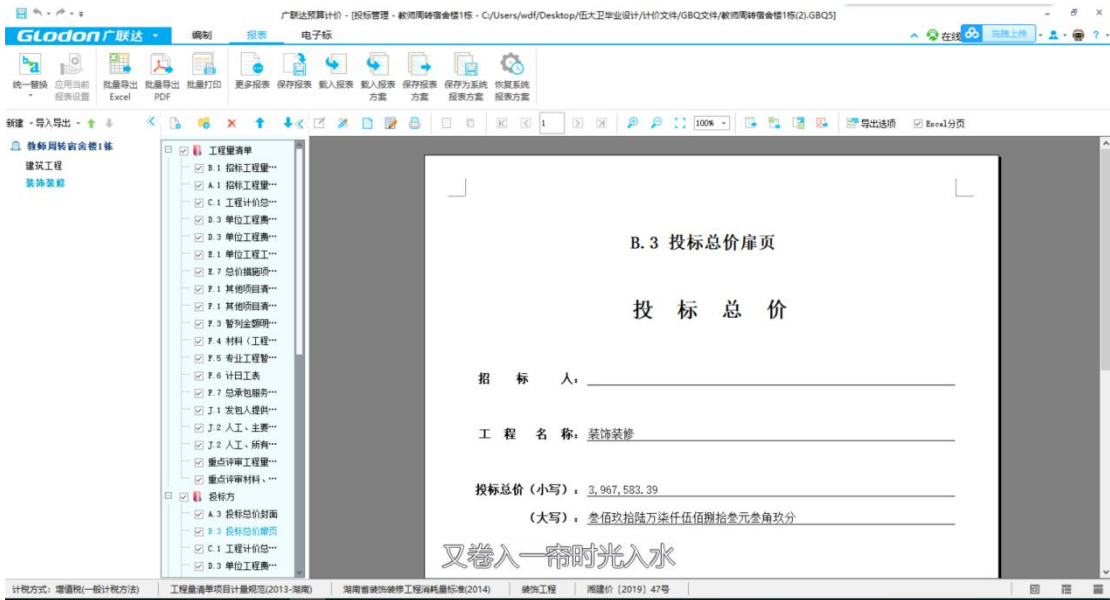 广联达预算计价 - [投标管理 - 教师周转宿舍楼1栋 - C:/Users/wdf/Desktop/伍大卫毕业设计/计价文件/GBQ文件/教师周转宿舍楼1栋(2).GBQ5]
GLodon广联达 编制 报表 电子标 在线 拖拽上传 ?
统一替换 应用当前报表设置 批量导出Excel 批量导出PDF 批量打印 更多报表 保存报表 载入报表 载入报表方案 保存报表方案 保存为系统报表方案 恢复系统报表方案
新建 导入导出 1 100% 导出选项 Excel分页
教师周转宿舍楼1栋
建筑工程
装饰装修
工程量清单
B.1 招标工程量…
A.1 招标工程量…
C.1 工程计价总…
D.3 单位工程费…
D.3 单位工程费…
E.1 单位工程工…
E.7 总价措施项…
F.1 其他项目清…
F.1 其他项目清…
F.3 暂列金额明…
F.4 材料（工程…
F.5 专业工程暂…
F.6 计日工表
F.7 总承包服务…
J.1 发包人提供…
J.2 人工、主要…
J.2 人工、所有…
重点评审工程量…
重点评审材料、…
投标方
A.3 投标总价封面
B.3 投标总价扉页
C.1 工程计价总…
D.3 单位工程费…
B.3 投标总价扉页
投 标 总 价
招 标 人：
工 程 名 称：装饰装修
投标总价（小写）：3,967,583.39
（大写）：叁佰玖拾陆万柒仟伍佰捌拾叁元叁角玖分
又卷入一帘时光入水
计税方式：增值税(一般计税方法) 工程量清单项目计量规范(2013-湖南) 湖南省装饰装修工程消耗量标准(2014) 装饰工程 湘建价［2019］47号